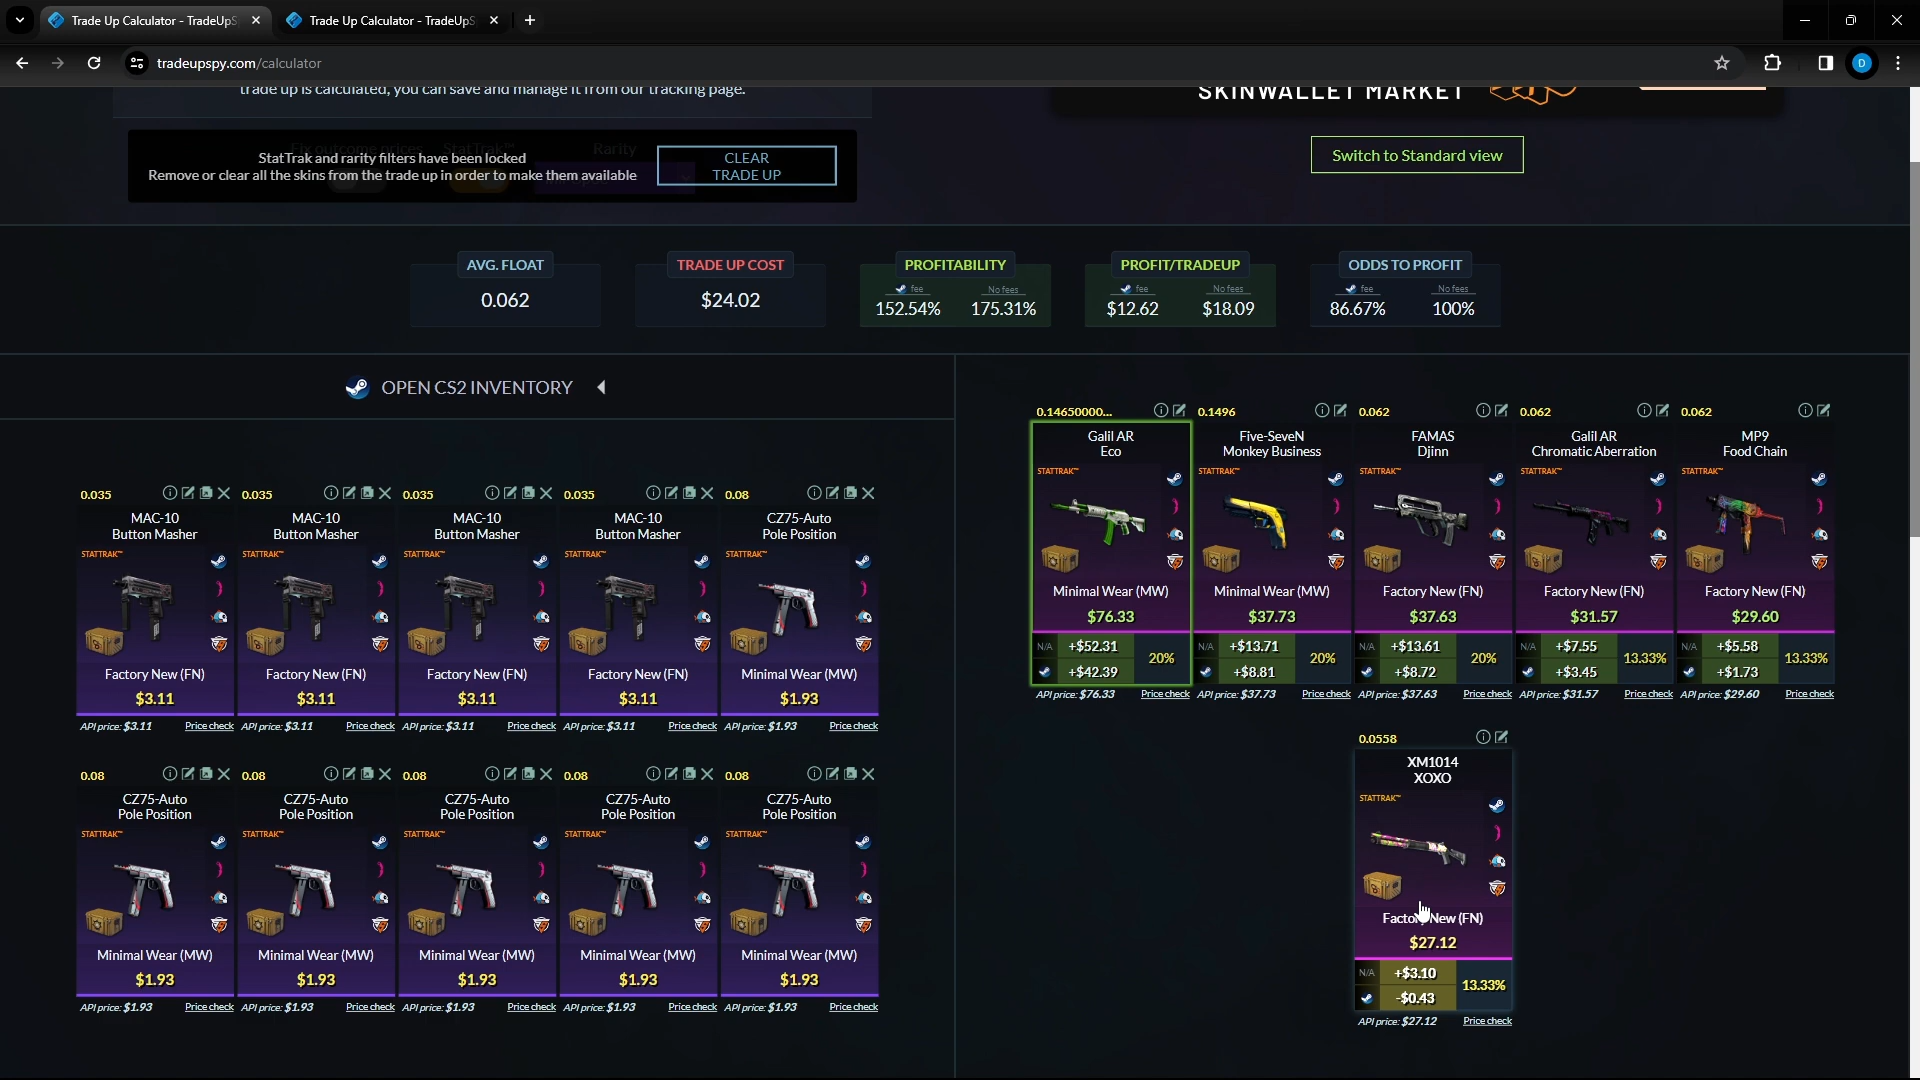 Trade Up Calculator - TradeUpS
Trade Up Calculator - TradeUpS
tradeupspy.com/calculator
D
trade up is calculated, you can save and manage it from our tracking page.
SKINWALLET MARKET
StatTrak and rarity filters have been locked
Remove or clear all the skins from the trade up in order to make them available
Rarity
CLEAR
TRADE UP
Switch to Standard view
AVG. FLOAT
0.062
TRADE UP COST
$24.02
PROFITABILITY
fee
No fees
152.54%
175.31%
PROFIT/TRADEUP
fee
No fees
$12.62
$18.09
ODDS TO PROFIT
fee
No fees
86.67%
100%
OPEN CS2 INVENTORY
0.035
MAC-10
Button Masher
STATTRAK™
Factory New (FN)
$3.11
API price: $3.11
Price check
0.035
MAC-10
Button Masher
STATTRAK™
Factory New (FN)
$3.11
API price: $3.11
Price check
0.035
MAC-10
Button Masher
STATTRAK™
Factory New (FN)
$3.11
API price: $3.11
Price check
0.035
MAC-10
Button Masher
STATTRAK™
Factory New (FN)
$3.11
API price: $3.11
Price check
0.08
CZ75-Auto
Pole Position
STATTRAK™
Minimal Wear (MW)
$1.93
API price: $1.93
Price check
0.08
CZ75-Auto
Pole Position
STATTRAK™
Minimal Wear (MW)
$1.93
API price: $1.93
Price check
0.08
CZ75-Auto
Pole Position
STATTRAK™
Minimal Wear (MW)
$1.93
API price: $1.93
Price check
0.08
CZ75-Auto
Pole Position
STATTRAK™
Minimal Wear (MW)
$1.93
API price: $1.93
Price check
0.08
CZ75-Auto
Pole Position
STATTRAK™
Minimal Wear (MW)
$1.93
API price: $1.93
Price check
0.08
CZ75-Auto
Pole Position
STATTRAK™
Minimal Wear (MW)
$1.93
API price: $1.93
Price check
0.14650000...
Galil AR
Eco
STATTRAK™
Minimal Wear (MW)
$76.33
N/A +$52.31
+$42.39
20%
API price: $76.33
Price check
0.1496
Five-SeveN
Monkey Business
STATTRAK™
Minimal Wear (MW)
$37.73
N/A +$13.71
+$8.81
20%
API price: $37.73
Price check
0.062
FAMAS
Djinn
STATTRAK™
Factory New (FN)
$37.63
N/A +$13.61
+$8.72
20%
API price: $37.63
Price check
0.062
Galil AR
Chromatic Aberration
STATTRAK™
Factory New (FN)
$31.57
N/A +$7.55
+$3.45
13.33%
API price: $31.57
Price check
0.062
MP9
Food Chain
STATTRAK™
Factory New (FN)
$29.60
N/A +$5.58
+$1.73
13.33%
API price: $29.60
Price check
0.0558
XM1014
XOXO
STATTRAK™
Factory New (FN)
$27.12
N/A +$3.10
-$0.43
13.33%
API price: $27.12
Price check